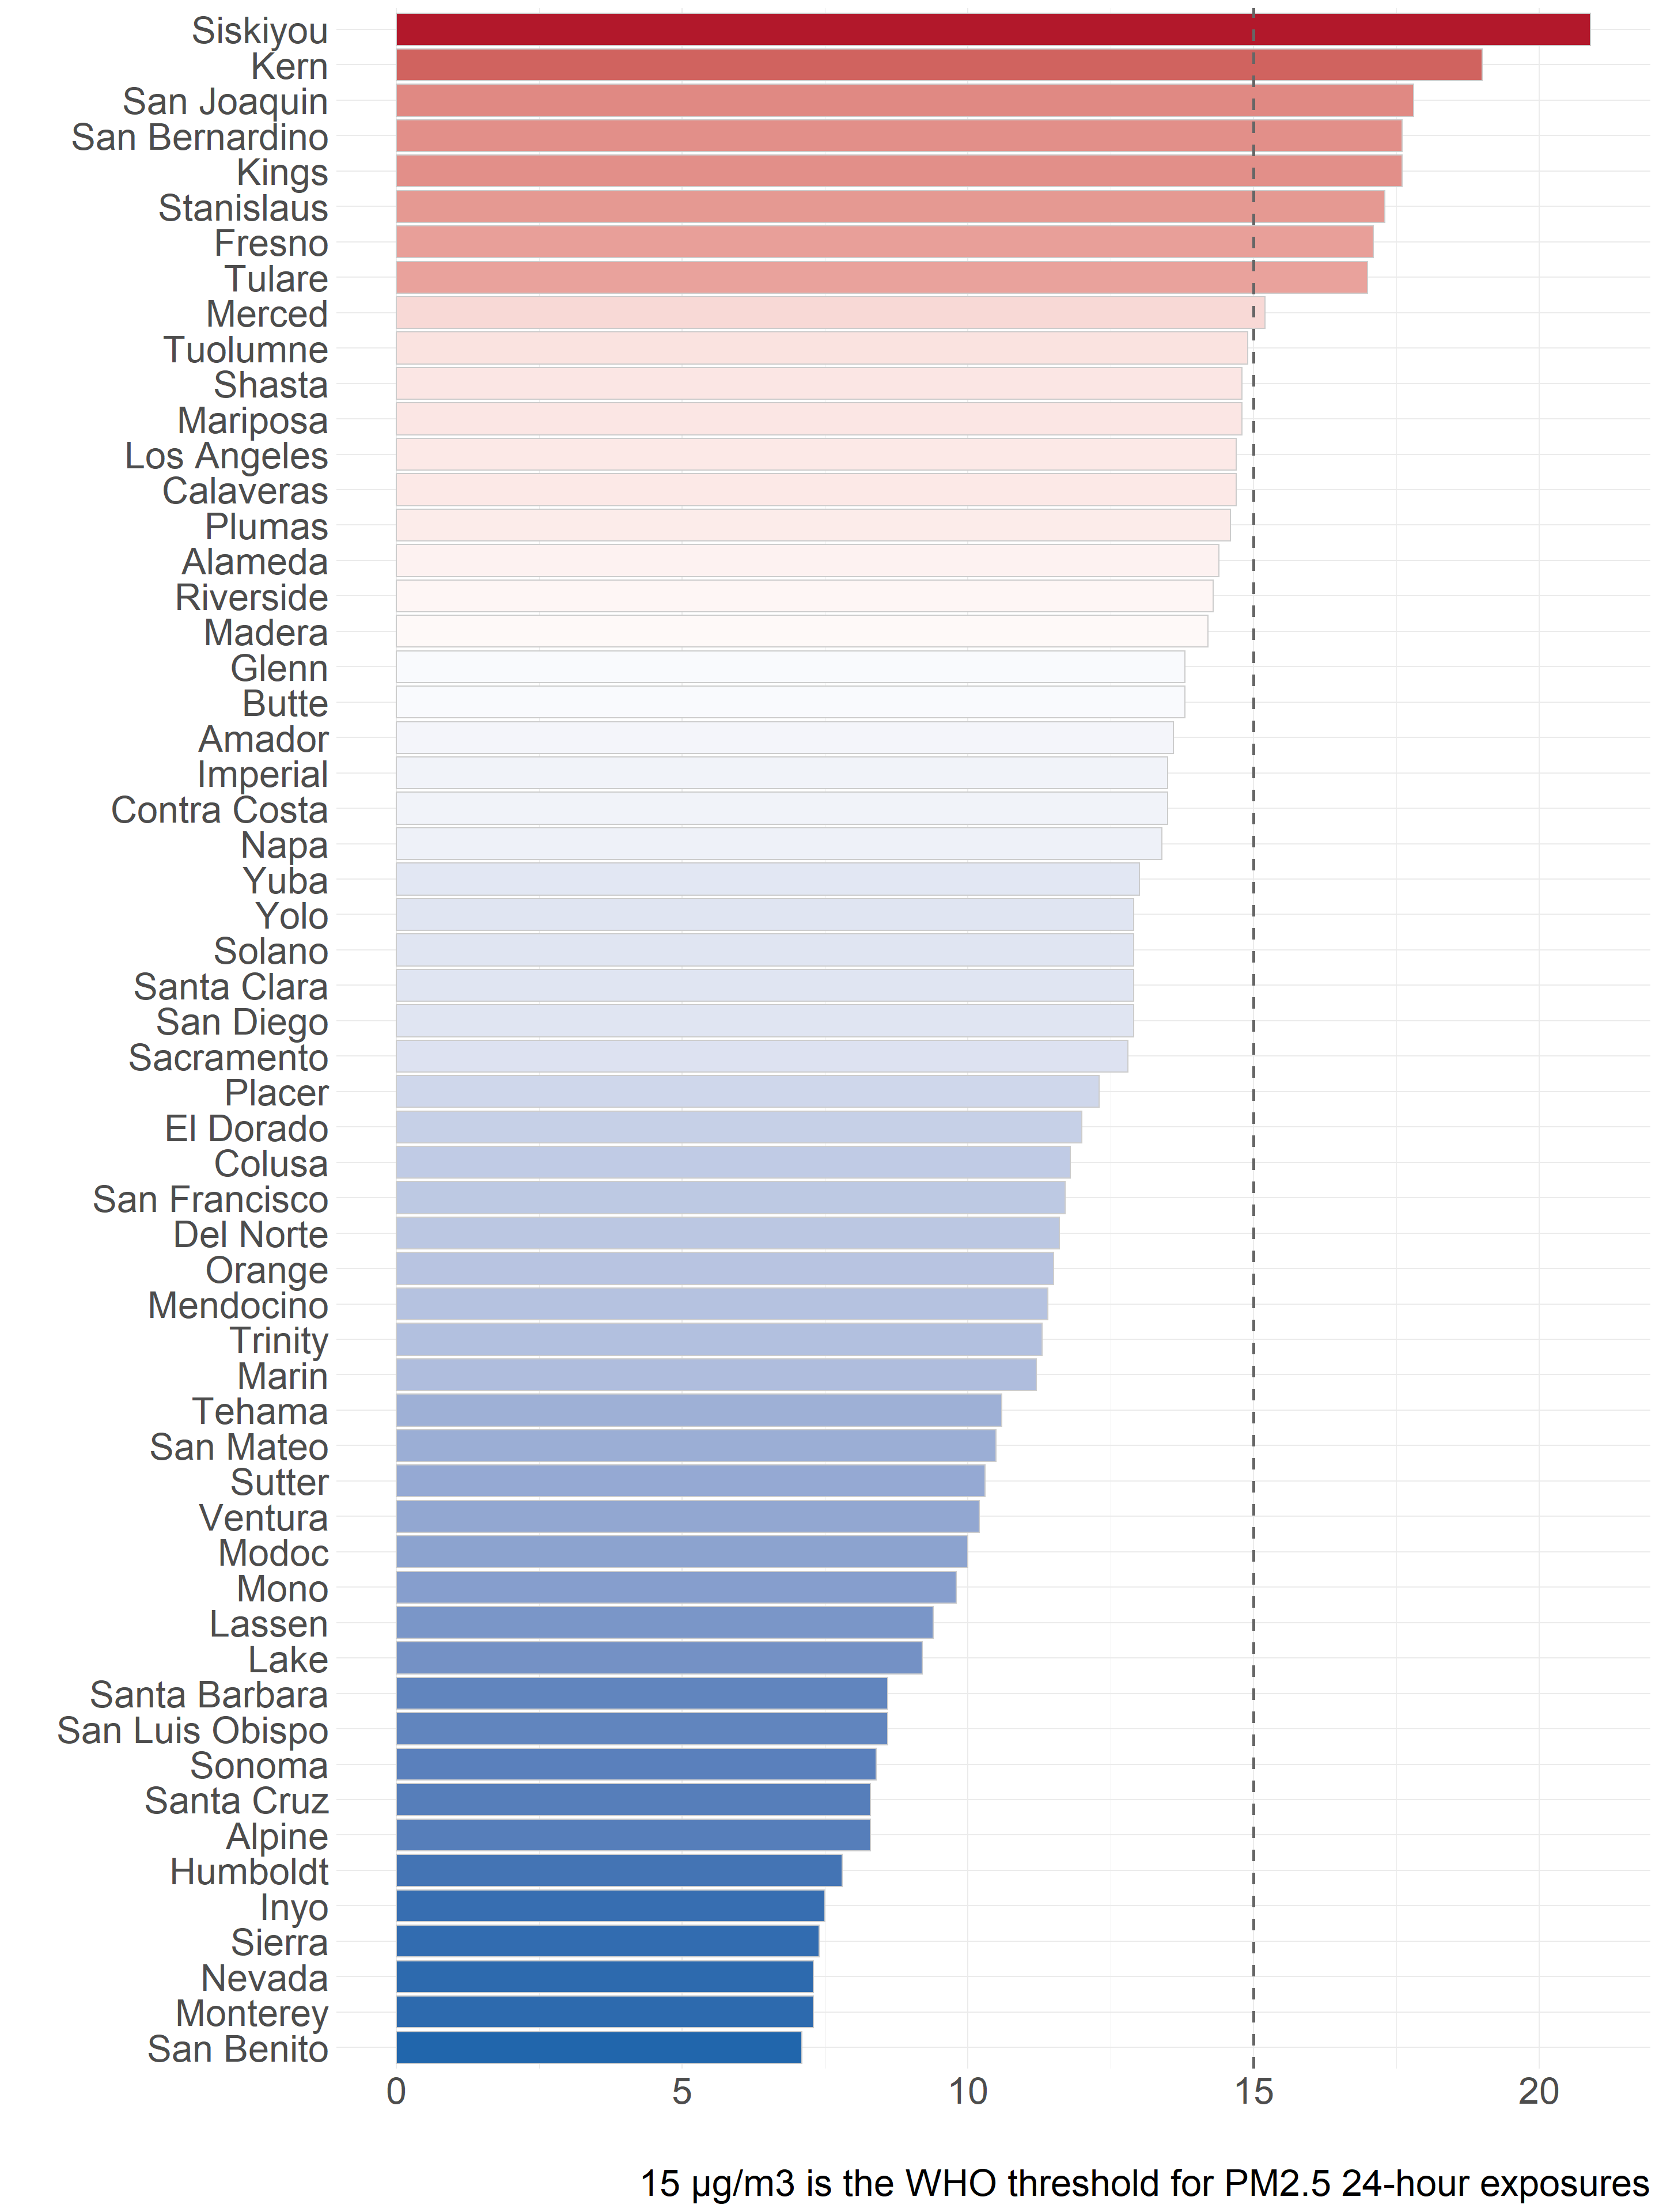 Siskiyou
Kern
San Joaquin
San Bernardino
Kings
Stanislaus
Fresno
Tulare
Merced
Tuolumne
Shasta
Mariposa
Los Angeles
Calaveras
Plumas
Alameda
Riverside
Madera
Glenn
Butte
Amador
Imperial
Contra Costa
Napa
Yuba
Yolo
Solano
Santa Clara
San Diego
Sacramento
Placer
El Dorado
Colusa
San Francisco
Del Norte
Orange
Mendocino
Trinity
Marin
Tehama
San Mateo
Sutter
Ventura
Modoc
Mono
Lassen
Lake
Santa Barbara
San Luis Obispo
Sonoma
Santa Cruz
Alpine
Humboldt
Inyo
Sierra
Nevada
Monterey
San Benito
0 5 10 15 20
15 μg/m3 is the WHO threshold for PM2.5 24-hour exposures